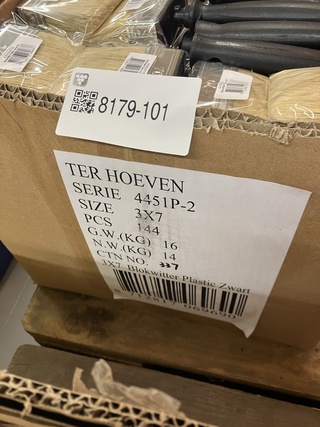 8179-101
TER HOEVEN
SERIE 4451P-2
SIZE 3X7
PCS 144
G.W.(KG) 16
N.W.(KG) 14
CTN NO. 337
3X7 Blokwitter Plastic Zwart